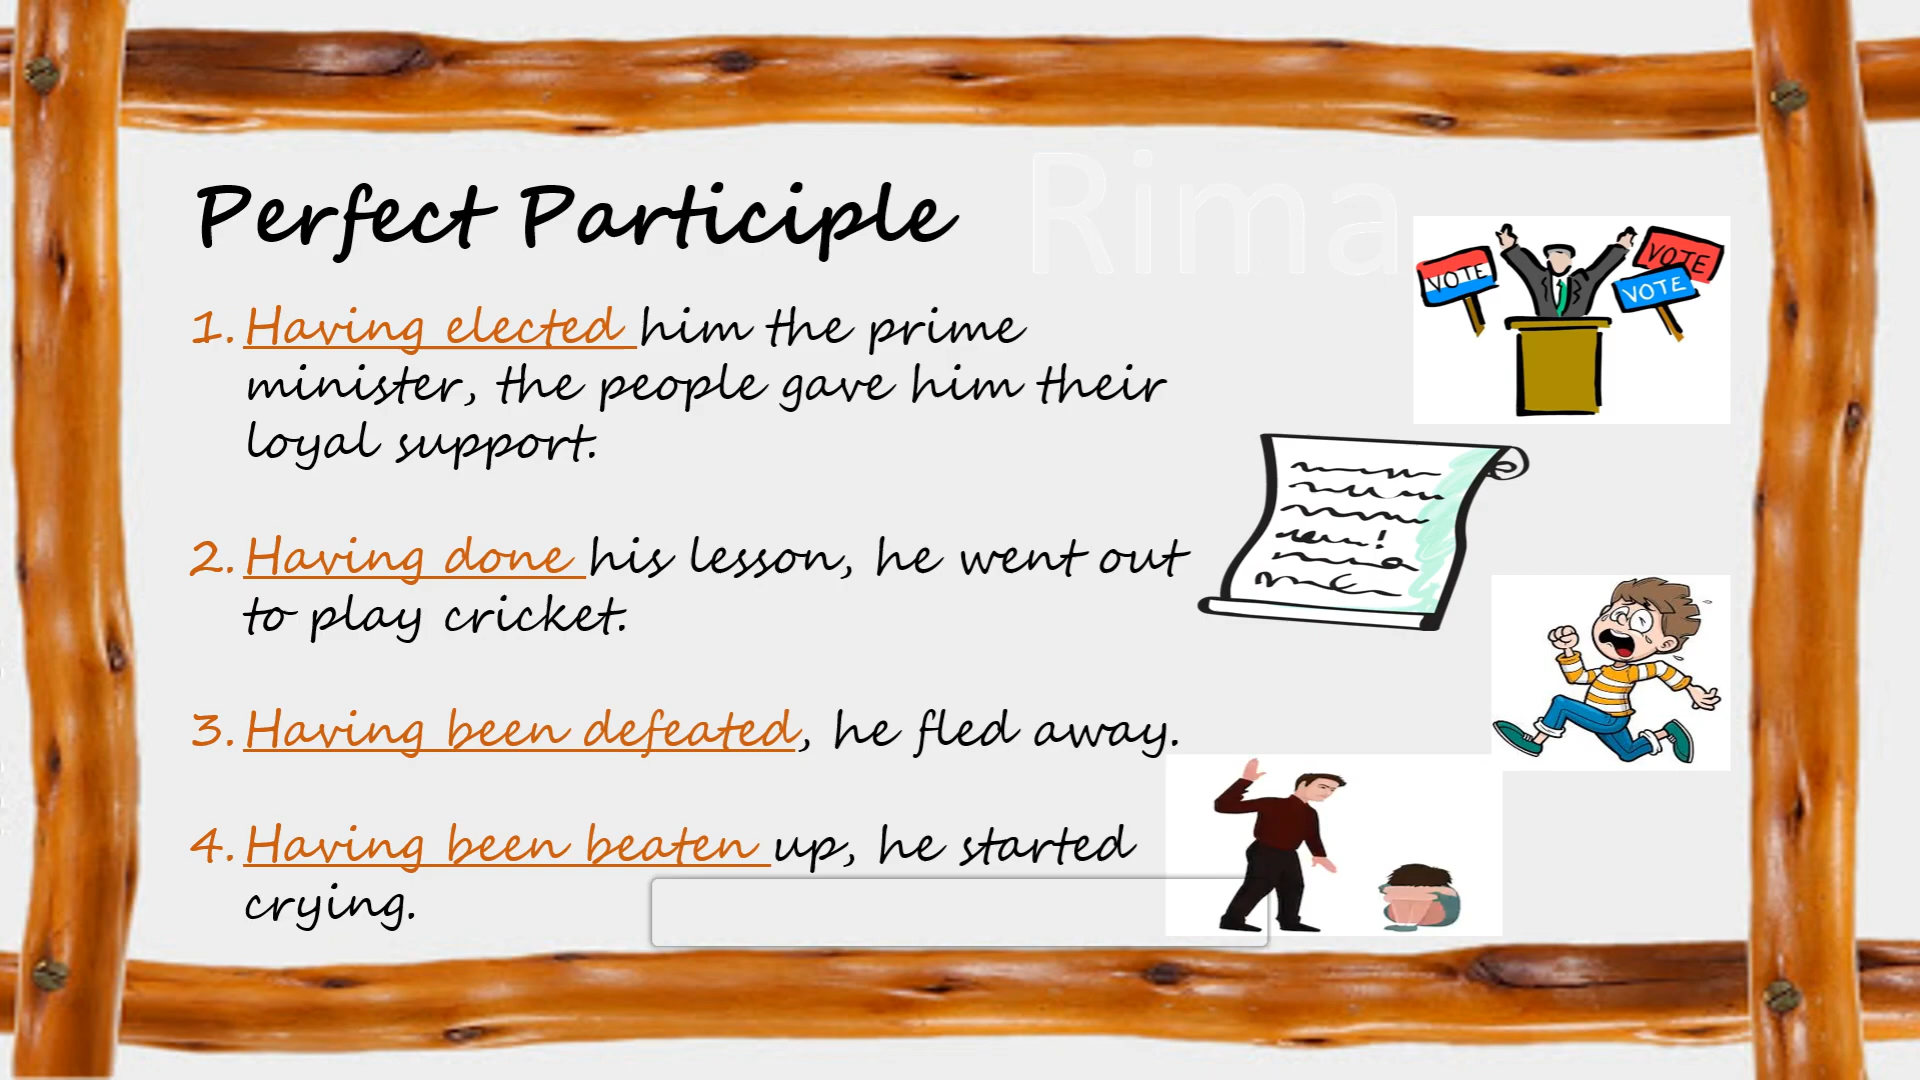 Perfect Participle
Rima
1. Having elected him the prime
minister, the people gave him their
loyal support.
2. Having done his lesson, he went out
to play cricket.
3. Having been defeated, he fled away.
4. Having been beaten up, he started
crying.
VOTE
VOTE
VOTE